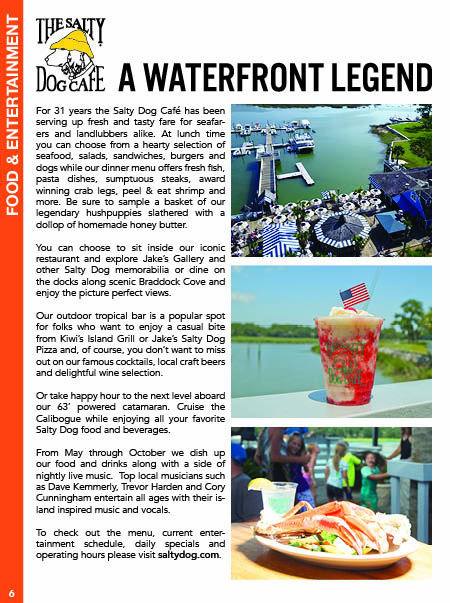 FOOD & ENTERTAINMENT
THE SALTY
DOG CAFE
A WATERFRONT LEGEND
For 31 years the Salty Dog Café has been
serving up fresh and tasty fare for seafar-
ers and landlubbers alike. At lunch time
you can choose from a hearty selection of
seafood, salads, sandwiches, burgers and
dogs while our dinner menu offers fresh fish,
pasta dishes, sumptuous steaks, award
winning crab legs, peel & eat shrimp and
more. Be sure to sample a basket of our
legendary hushpuppies slathered with a
dollop of homemade honey butter.
You can choose to sit inside our iconic
restaurant and explore Jake's Gallery and
other Salty Dog memorabilia or dine on
the docks along scenic Braddock Cove and
enjoy the picture perfect views.
Our outdoor tropical bar is a popular spot
for folks who want to enjoy a casual bite
from Kiwi's Island Grill or Jake's Salty Dog
Pizza and, of course, you don't want to miss
out on our famous cocktails, local craft beers
and delightful wine selection.
Or take happy hour to the next level aboard
our 63' powered catamaran. Cruise the
Calibogue while enjoying all your favorite
Salty Dog food and beverages.
From May through October we dish up
our food and drinks along with a side of
nightly live music. Top local musicians such
as Dave Kemmerly, Trevor Harden and Cory
Cunningham entertain all ages with their is-
land inspired music and vocals.
To check out the menu, current enter-
tainment schedule, daily specials and
operating hours please visit saltydog.com.
6